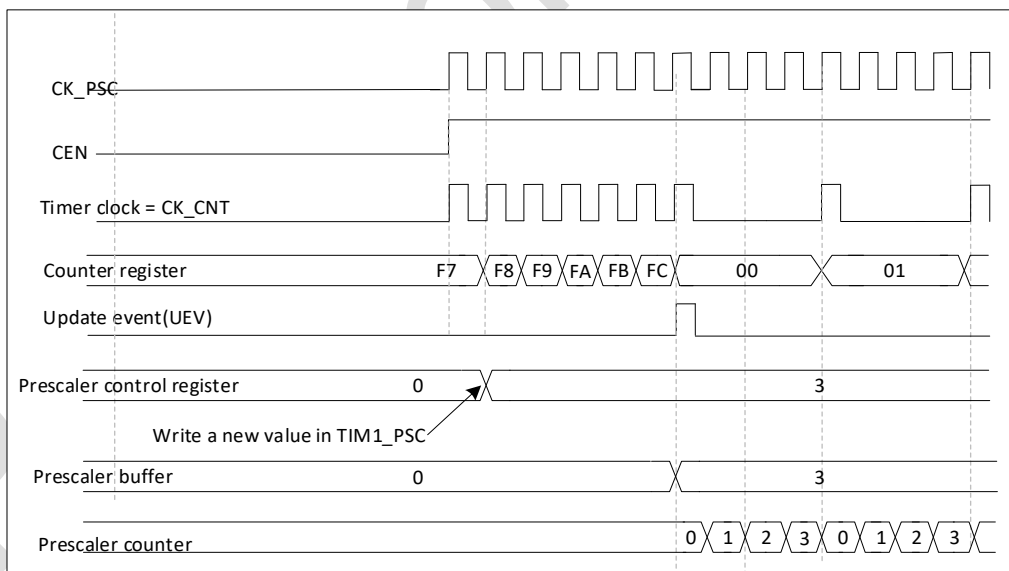 CK_PSC
CEN
Timer clock = CK_CNT
Counter register F7 F8 F9 FA FB FC 00 01
Update event(UEV)
Prescaler control register 0 3
Write a new value in TIM1_PSC
Prescaler buffer 0 3
Prescaler counter 0 1 2 3 0 1 2 3